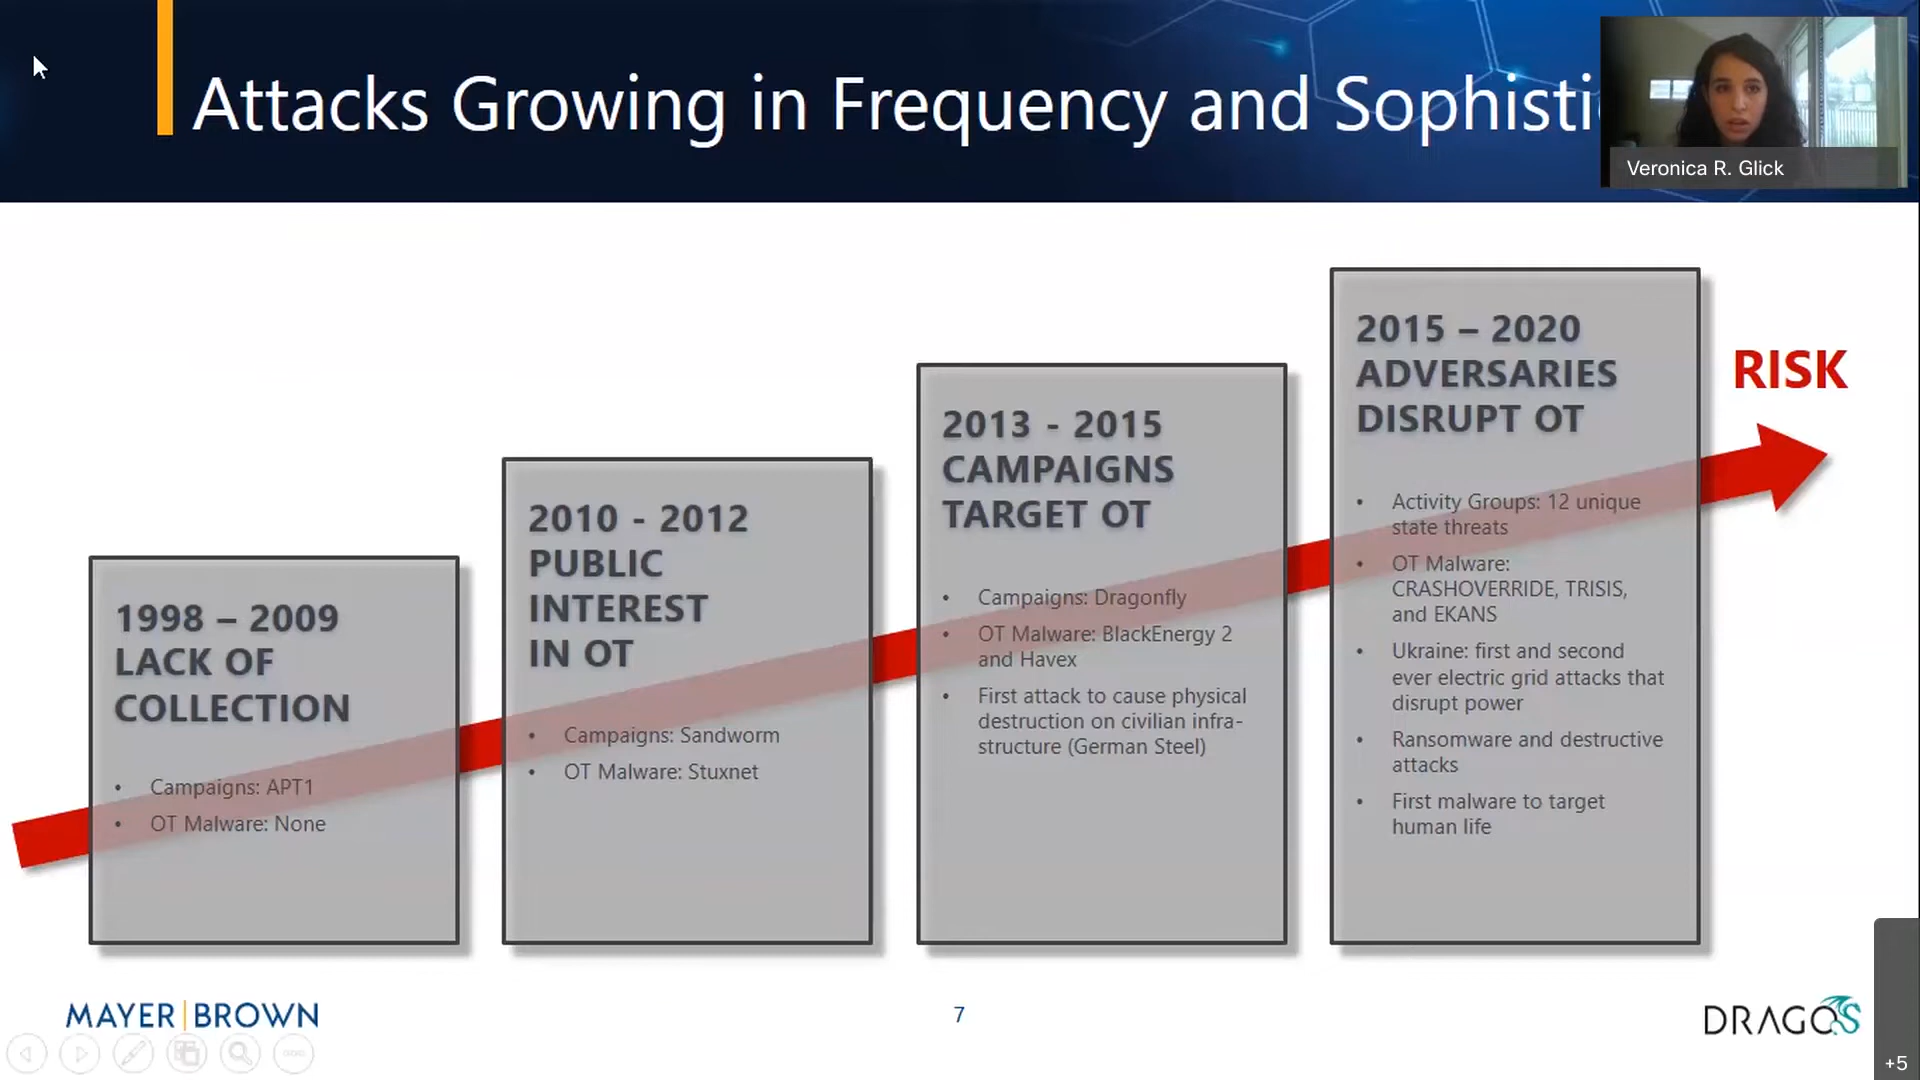 Attacks Growing in Frequency and Sophisti
Veronica R. Glick
1998 – 2009
LACK OF
COLLECTION
• Campaigns: APT1
• OT Malware: None
2010 - 2012
PUBLIC
INTEREST
IN OT
• Campaigns: Sandworm
• OT Malware: Stuxnet
2013 - 2015
CAMPAIGNS
TARGET OT
• Campaigns: Dragonfly
• OT Malware: BlackEnergy 2
and Havex
• First attack to cause physical
destruction on civilian infra-
structure (German Steel)
2015 – 2020
ADVERSARIES
DISRUPT OT
• Activity Groups: 12 unique
state threats
• OT Malware:
CRASHOVERRIDE, TRISIS,
and EKANS
• Ukraine: first and second
ever electric grid attacks that
disrupt power
• Ransomware and destructive
attacks
• First malware to target
human life
RISK
MAYER | BROWN
7
DRAGOS
+5